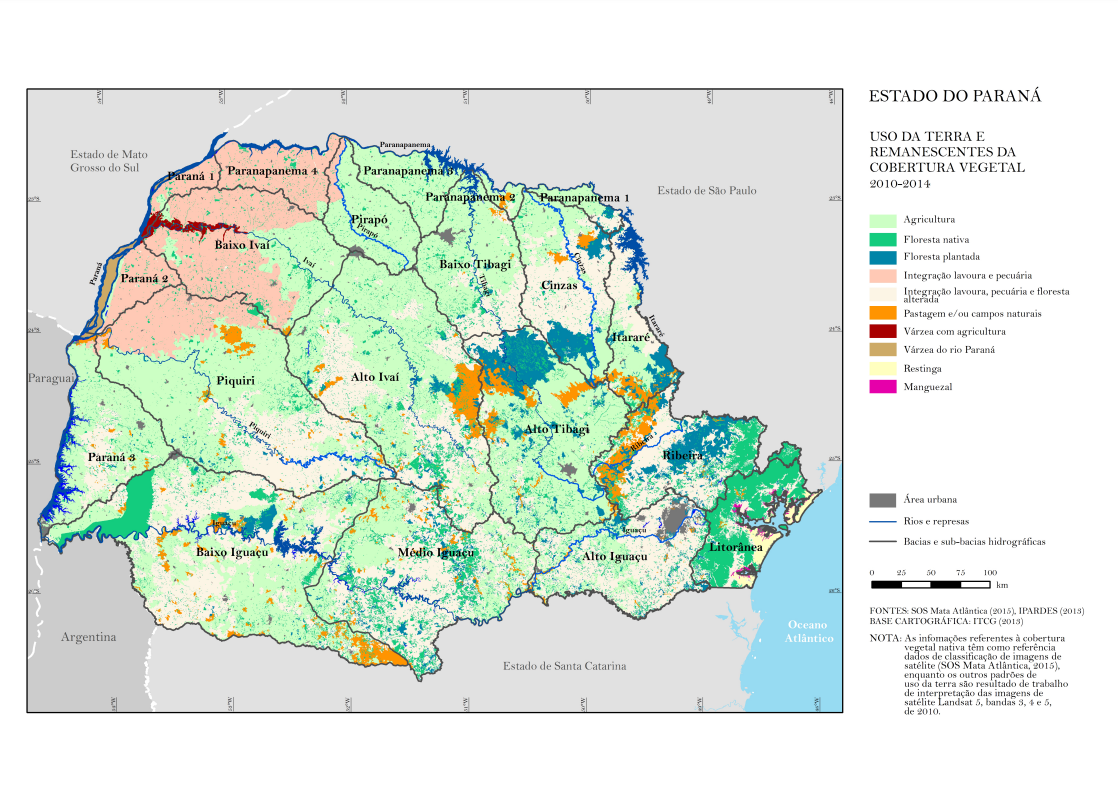 ESTADO DO PARANÁ
USO DA TERRA E
REMANESCENTES DA
COBERTURA VEGETAL
2010-2014
Agricultura
Floresta nativa
Floresta plantada
Integração lavoura e pecuária
Integração lavoura, pecuária e floresta
alterada
Pastagem e/ou campos naturais
Várzea com agricultura
Várzea do rio Paraná
Restinga
Manguezal
Área urbana
Rios e represas
Bacias e sub-bacias hidrográficas
0 25 50 75 100
km
FONTES: SOS Mata Atlântica (2015), IPARDES (2013)
BASE CARTOGRÁFICA: ITCG (2013)
NOTA: As infomações referentes à cobertura
vegetal nativa têm como referência
dados de classificação de imagens de
satélite (SOS Mata Atlântica, 2015),
enquanto os outros padrões de
uso da terra são resultado de trabalho
de interpretação das imagens de
satélite Landsat 5, bandas 3, 4 e 5,
de 2010.
Estado de Mato
Grosso do Sul
Estado de São Paulo
Paraguai
Argentina
Estado de Santa Catarina
Oceano
Atlântico
Paranapanema
Paraná 1
Paranapanema 4
Paranapanema 3
Paranapanema 2
Paranapanema 1
Pirapó
Pirapó
Baixo Ivaí
Ivaí
Paraná
Paraná 2
Baixo Tibagi
Tibagi
Cinzas
Cinzas
Itararé
Itararé
Piquiri
Piquiri
Alto Ivaí
Alto Tibagi
Ribeira
Ribeira
Paraná 3
Iguaçu
Baixo Iguaçu
Médio Iguaçu
Iguaçu
Alto Iguaçu
Litorânea